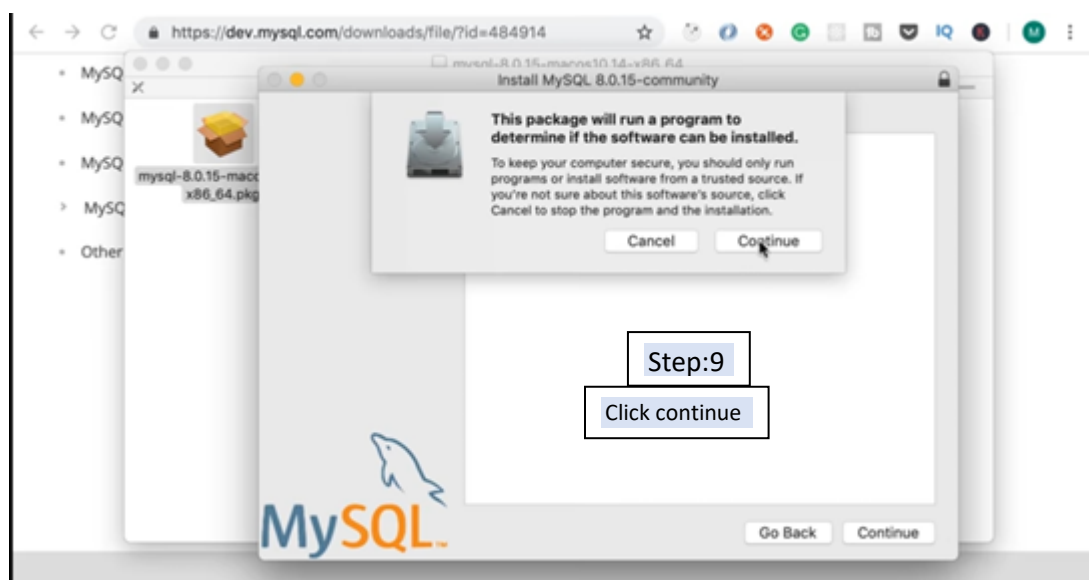 https://dev.mysql.com/downloads/file/?id=484914
IQ
M
mysql-8.0.15-macos10.14-x86_64
MySQ
Install MySQL 8.0.15-community
MySQ
MySQ
MySQ
Other
mysql-8.0.15-macc
x86_64.pkg
This package will run a program to
determine if the software can be installed.
To keep your computer secure, you should only run
programs or install software from a trusted source. If
you're not sure about this software's source, click
Cancel to stop the program and the installation.
Cancel Continue
Step:9
Click continue
MySQL
Go Back Continue